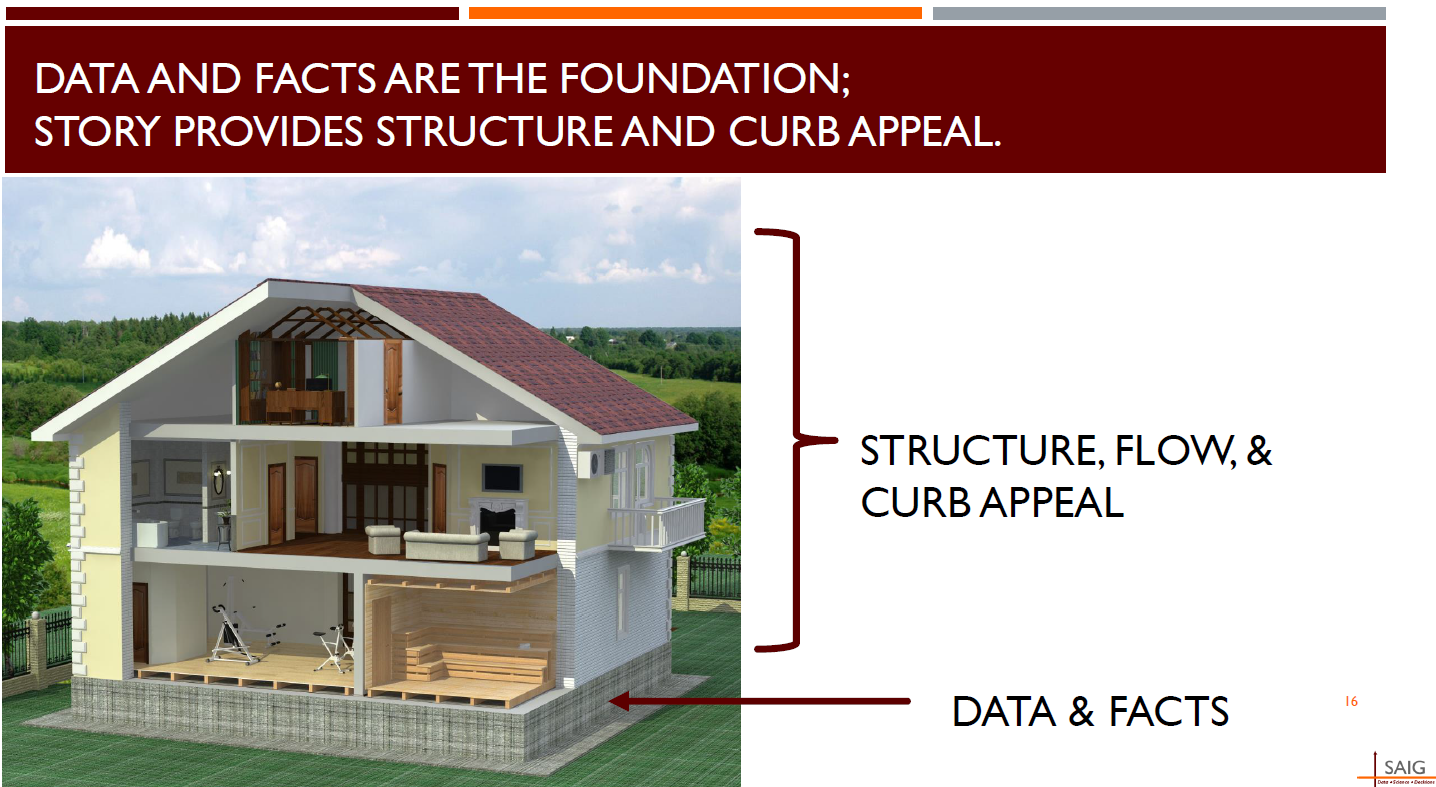 DATA AND FACTS ARE THE FOUNDATION;
STORY PROVIDES STRUCTURE AND CURB APPEAL.
STRUCTURE, FLOW, &
CURB APPEAL
DATA & FACTS
16
SAIG
Data • Science • Decisions